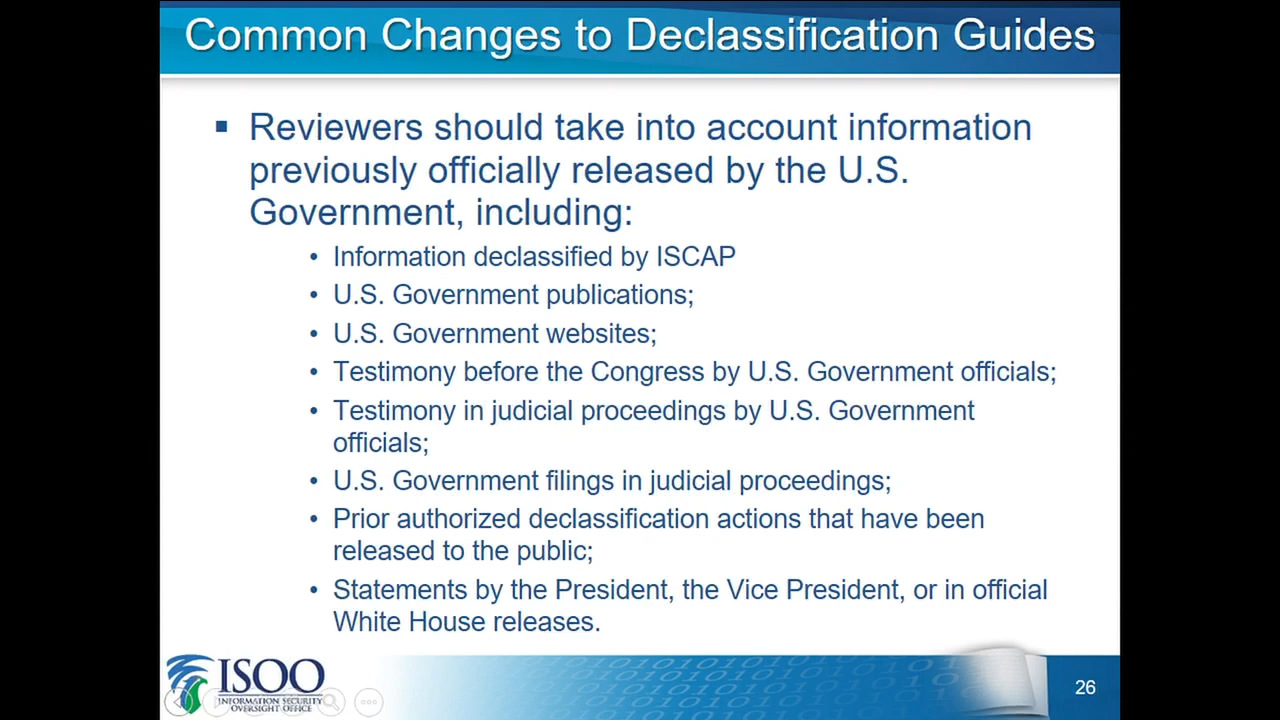 Common Changes to Declassification Guides
Reviewers should take into account information
previously officially released by the U.S.
Government, including:
• Information declassified by ISCAP
• U.S. Government publications;
• U.S. Government websites;
• Testimony before the Congress by U.S. Government officials;
• Testimony in judicial proceedings by U.S. Government
officials;
• U.S. Government filings in judicial proceedings;
• Prior authorized declassification actions that have been
released to the public;
• Statements by the President, the Vice President, or in official
White House releases.
ISOO
INFORMATION SECURITY
OVERSIGHT OFFICE
26